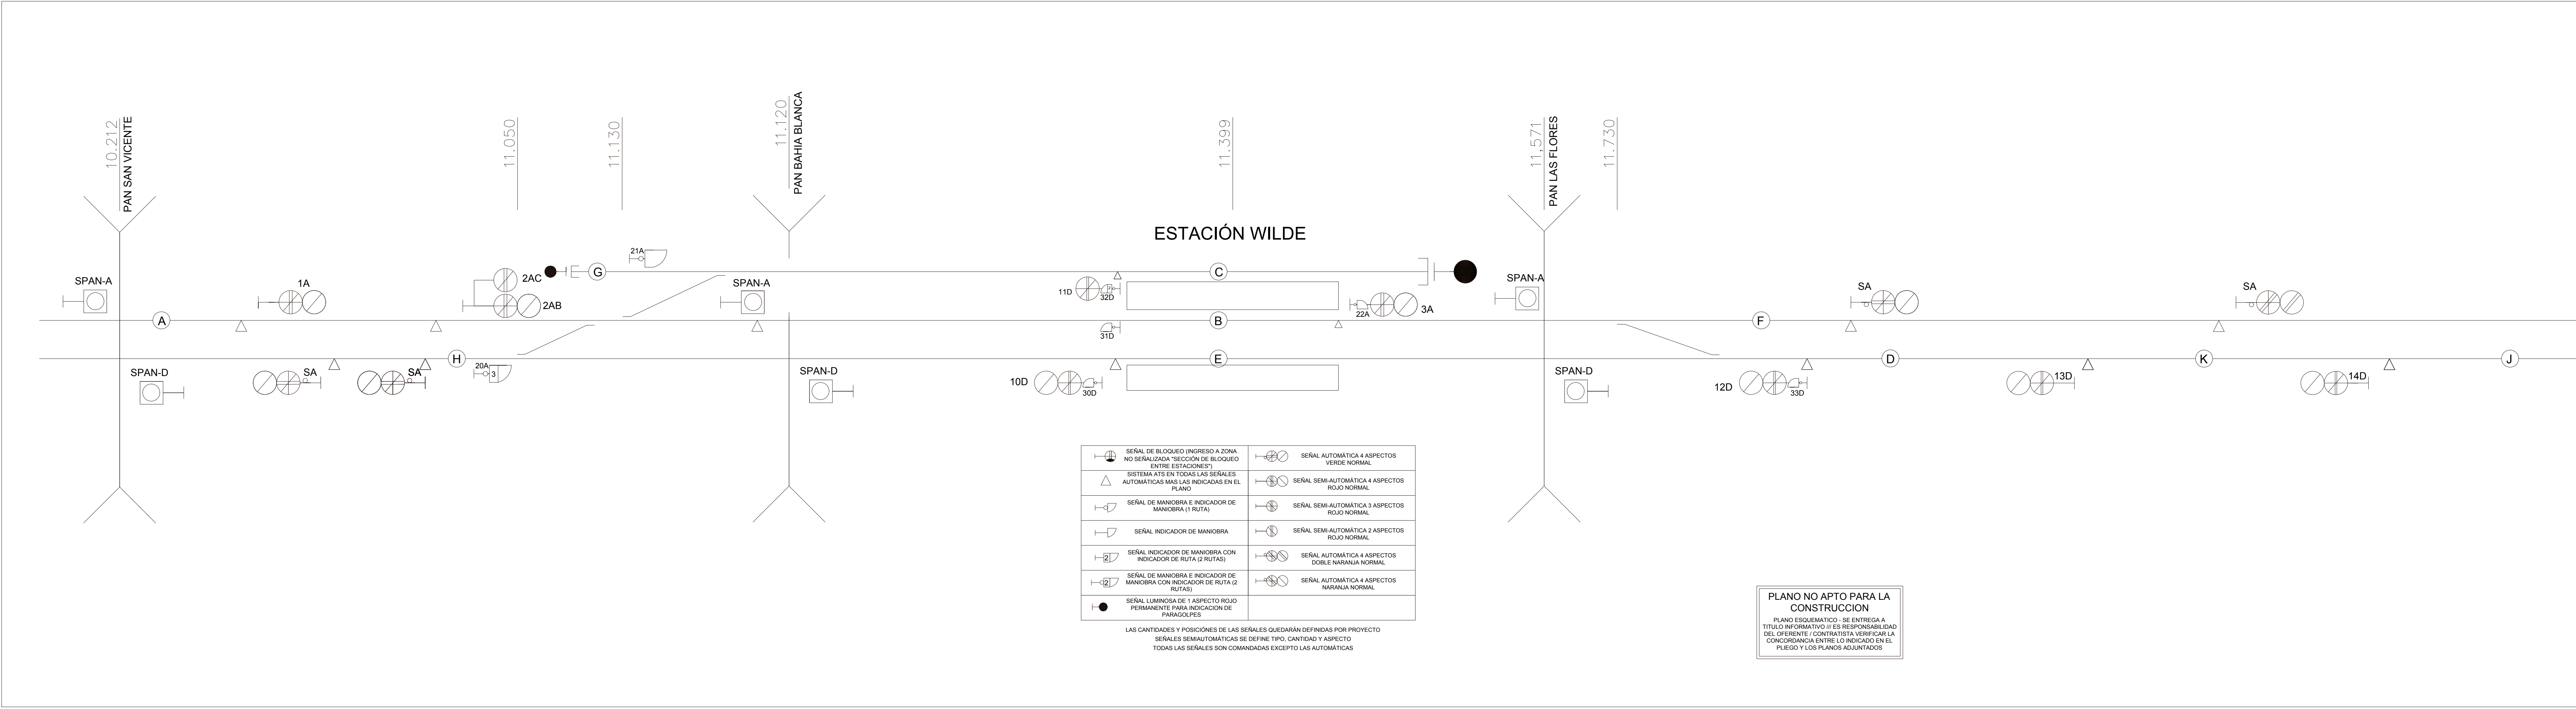 10.212
PAN SAN VICENTE
11.050
11.130
11.120
PAN BAHIA BLANCA
11.399
11,571
PAN LAS FLORES
11.730
ESTACIÓN WILDE
21A
G
C
SPAN-A
1A
2AC
2AB
SPAN-A
11D
32D
22A
3A
SPAN-A
SA
SA
A
B
F
31D
H
E
D
K
J
SPAN-D
SA
SA
20A
3
SPAN-D
10D
30D
SPAN-D
12D
33D
13D
14D
SEÑAL DE BLOQUEO (INGRESO A ZONA
NO SEÑALIZADA "SECCIÓN DE BLOQUEO
ENTRE ESTACIONES")
SEÑAL AUTOMÁTICA 4 ASPECTOS
VERDE NORMAL
SISTEMA ATS EN TODAS LAS SEÑALES
AUTOMÁTICAS MAS LAS INDICADAS EN EL
PLANO
SEÑAL SEMI-AUTOMÁTICA 4 ASPECTOS
ROJO NORMAL
SEÑAL DE MANIOBRA E INDICADOR DE
MANIOBRA (1 RUTA)
SEÑAL SEMI-AUTOMÁTICA 3 ASPECTOS
ROJO NORMAL
SEÑAL INDICADOR DE MANIOBRA
SEÑAL SEMI-AUTOMÁTICA 2 ASPECTOS
ROJO NORMAL
2
SEÑAL INDICADOR DE MANIOBRA CON
INDICADOR DE RUTA (2 RUTAS)
SEÑAL AUTOMÁTICA 4 ASPECTOS
DOBLE NARANJA NORMAL
2
SEÑAL DE MANIOBRA E INDICADOR DE
MANIOBRA CON INDICADOR DE RUTA (2
RUTAS)
SEÑAL AUTOMÁTICA 4 ASPECTOS
NARANJA NORMAL
SEÑAL LUMINOSA DE 1 ASPECTO ROJO
PERMANENTE PARA INDICACION DE
PARAGOLPES
LAS CANTIDADES Y POSICIÓNES DE LAS SEÑALES QUEDARÁN DEFINIDAS POR PROYECTO
SEÑALES SEMIAUTOMÁTICAS SE DEFINE TIPO, CANTIDAD Y ASPECTO
TODAS LAS SEÑALES SON COMANDADAS EXCEPTO LAS AUTOMÁTICAS
PLANO NO APTO PARA LA
CONSTRUCCION
PLANO ESQUEMATICO - SE ENTREGA A
TITULO INFORMATIVO /// ES RESPONSABILIDAD
DEL OFERENTE / CONTRATISTA VERIFICAR LA
CONCORDANCIA ENTRE LO INDICADO EN EL
PLIEGO Y LOS PLANOS ADJUNTADOS